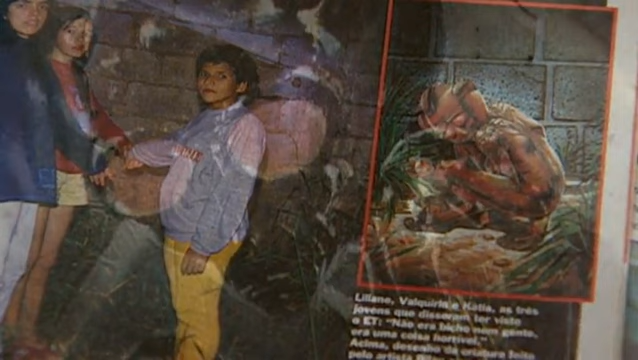 Liliane, Valquíria e Kátia, as três
jovens que disseram ter visto
o ET: "Não era bicho nem gente,
era uma coisa horrível."
Acima, desenho da criatura feito
pelo artista